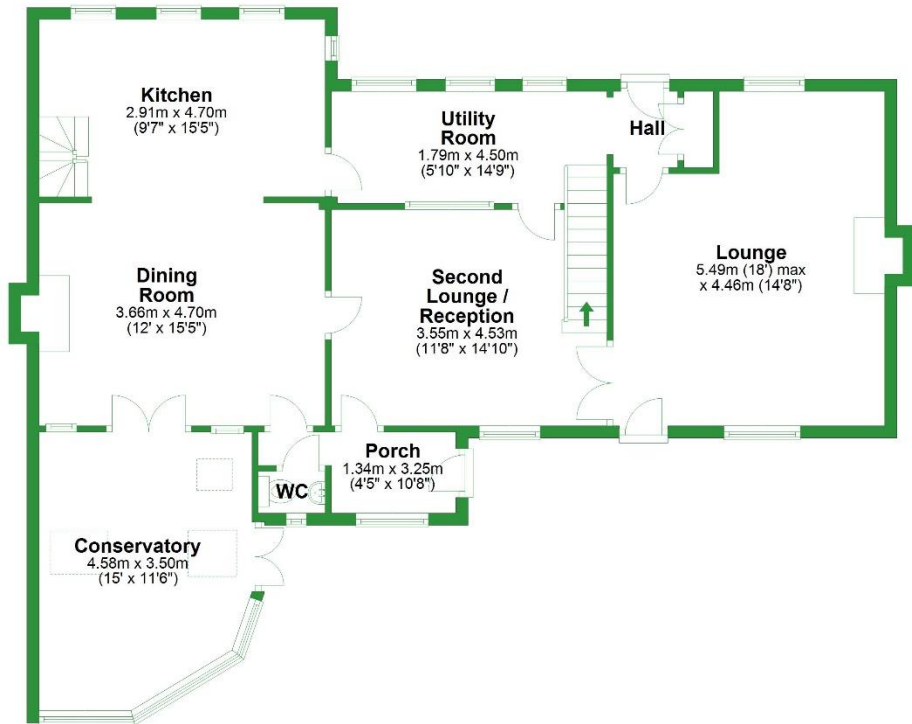 Kitchen
2.91m x 4.70m
(9'7" x 15'5")
Utility
Room
1.79m x 4.50m
(5'10" x 14'9")
Hall
Dining
Room
3.66m x 4.70m
(12' x 15'5")
Second
Lounge /
Reception
3.55m x 4.53m
(11'8" x 14'10")
Lounge
5.49m (18') max
x 4.46m (14'8")
Porch
1.34m x 3.25m
(4'5" x 10'8")
WC
Conservatory
4.58m x 3.50m
(15' x 11'6")